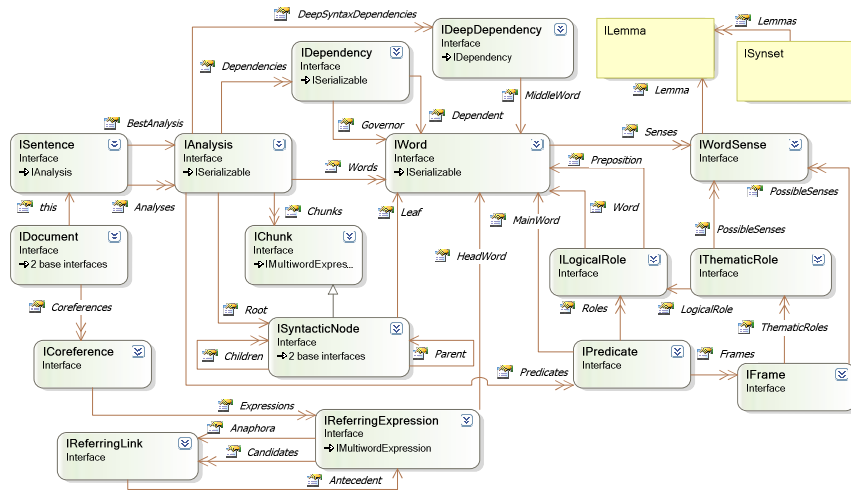 DeepSyntaxDependencies
IDeepDependency
Interface
IDependency
ILemma
Lemmas
ISynset
IDependency
Interface
ISerializable
Dependencies
MiddleWord
Lemma
Governor
Dependent
BestAnalysis
ISentence
Interface
IAnalysis
IAnalysis
Interface
ISerializable
IWord
Interface
ISerializable
Senses
IWordSense
Interface
Words
Preposition
PossibleSenses
this
Analyses
Chunks
Leaf
MainWord
Word
PossibleSenses
IDocument
Interface
2 base interfaces
IChunk
Interface
IMultiwordExpres...
HeadWord
ILogicalRole
Interface
IThematicRole
Interface
Coreferences
Root
Roles
LogicalRole
ThematicRoles
ISyntacticNode
Interface
2 base interfaces
Children
Parent
ICoreference
Interface
IPredicate
Interface
Frames
Predicates
IFrame
Interface
Expressions
IReferringExpression
Interface
IMultiwordExpression
Anaphora
IReferringLink
Interface
Candidates
Antecedent